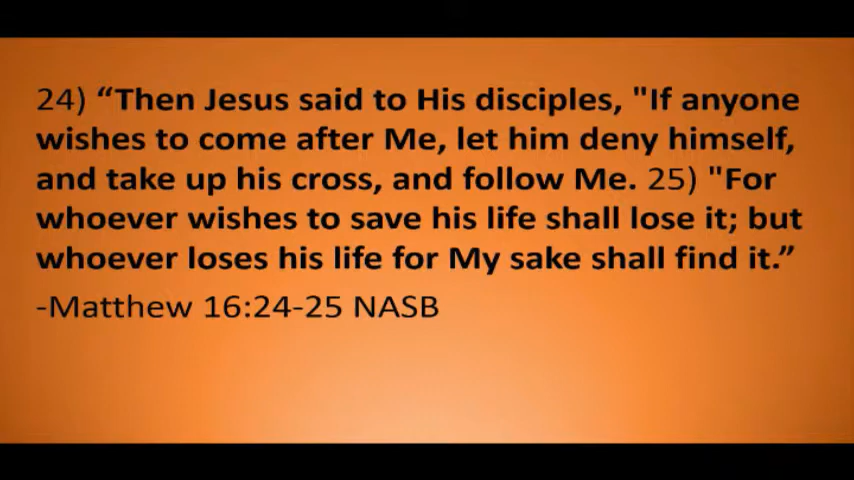 24) “Then Jesus said to His disciples, "If anyone
wishes to come after Me, let him deny himself,
and take up his cross, and follow Me. 25) "For
whoever wishes to save his life shall lose it; but
whoever loses his life for My sake shall find it.”
-Matthew 16:24-25 NASB